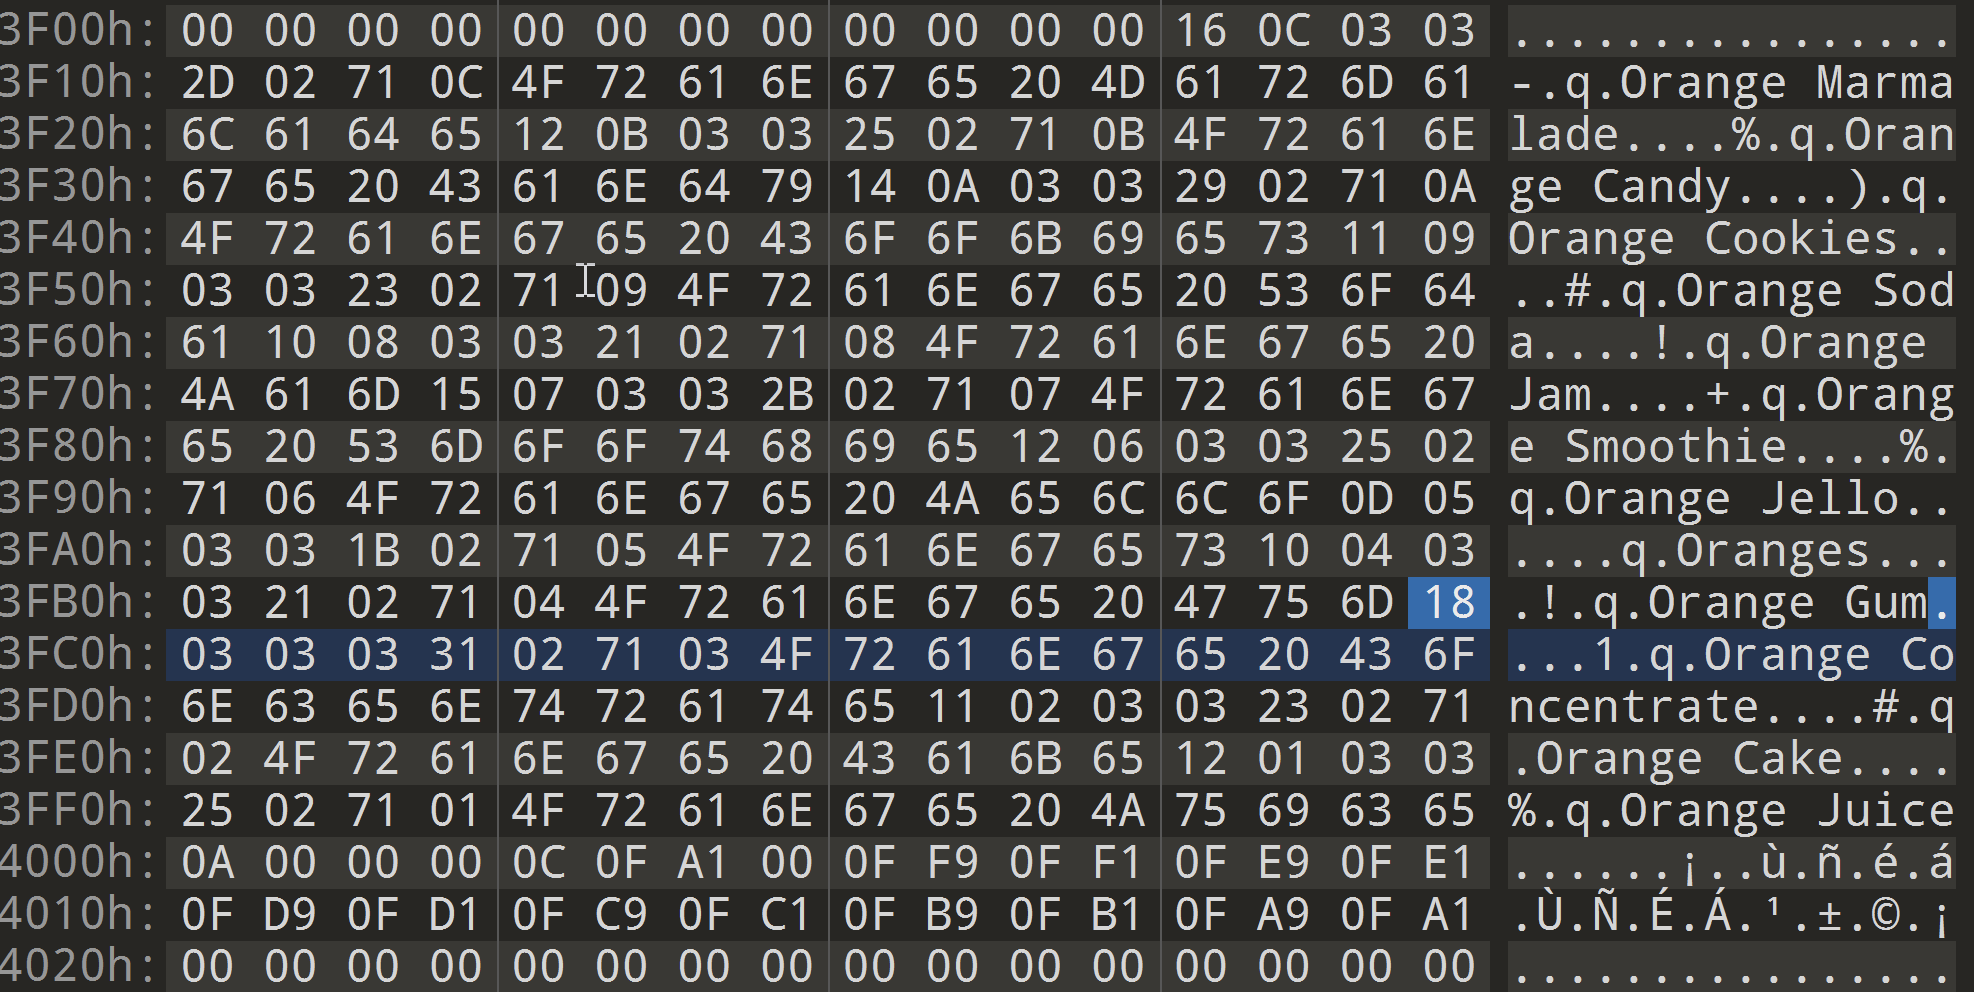 3F00h: 00 00 00 00 00 00 00 00 00 00 00 00 16 0C 03 03 ................
3F10h: 2D 02 71 0C 4F 72 61 6E 67 65 20 4D 61 72 6D 61 -.q.Orange Marma
3F20h: 6C 61 64 65 12 0B 03 03 25 02 71 0B 4F 72 61 6E lade....%.q.Oran
3F30h: 67 65 20 43 61 6E 64 79 14 0A 03 03 29 02 71 0A ge Candy....).q.
3F40h: 4F 72 61 6E 67 65 20 43 6F 6F 6B 69 65 73 11 09 Orange Cookies..
3F50h: 03 03 23 02 71 09 4F 72 61 6E 67 65 20 53 6F 64 ..#.q.Orange Sod
3F60h: 61 10 08 03 03 21 02 71 08 4F 72 61 6E 67 65 20 a....!.q.Orange
3F70h: 4A 61 6D 15 07 03 03 2B 02 71 07 4F 72 61 6E 67 Jam....+.q.Orang
3F80h: 65 20 53 6D 6F 6F 74 68 69 65 12 06 03 03 25 02 e Smoothie....%.
3F90h: 71 06 4F 72 61 6E 67 65 20 4A 65 6C 6C 6F 0D 05 q.Orange Jello..
3FA0h: 03 03 1B 02 71 05 4F 72 61 6E 67 65 73 10 04 03 ....q.Oranges...
3FB0h: 03 21 02 71 04 4F 72 61 6E 67 65 20 47 75 6D 18 .!.q.Orange Gum.
3FC0h: 03 03 03 31 02 71 03 4F 72 61 6E 67 65 20 43 6F ...1.q.Orange Co
3FD0h: 6E 63 65 6E 74 72 61 74 65 11 02 03 03 23 02 71 ncentrate....#.q
3FE0h: 02 4F 72 61 6E 67 65 20 43 61 6B 65 12 01 03 03 .Orange Cake....
3FF0h: 25 02 71 01 4F 72 61 6E 67 65 20 4A 75 69 63 65 %.q.Orange Juice
4000h: 0A 00 00 00 0C 0F A1 00 0F F9 0F F1 0F E9 0F E1 ......¡..ù.ñ.é.á
4010h: 0F D9 0F D1 0F C9 0F C1 0F B9 0F B1 0F A9 0F A1 .Ù.Ñ.É.Á.¹.±.©.¡
4020h: 00 00 00 00 00 00 00 00 00 00 00 00 00 00 00 00 ................